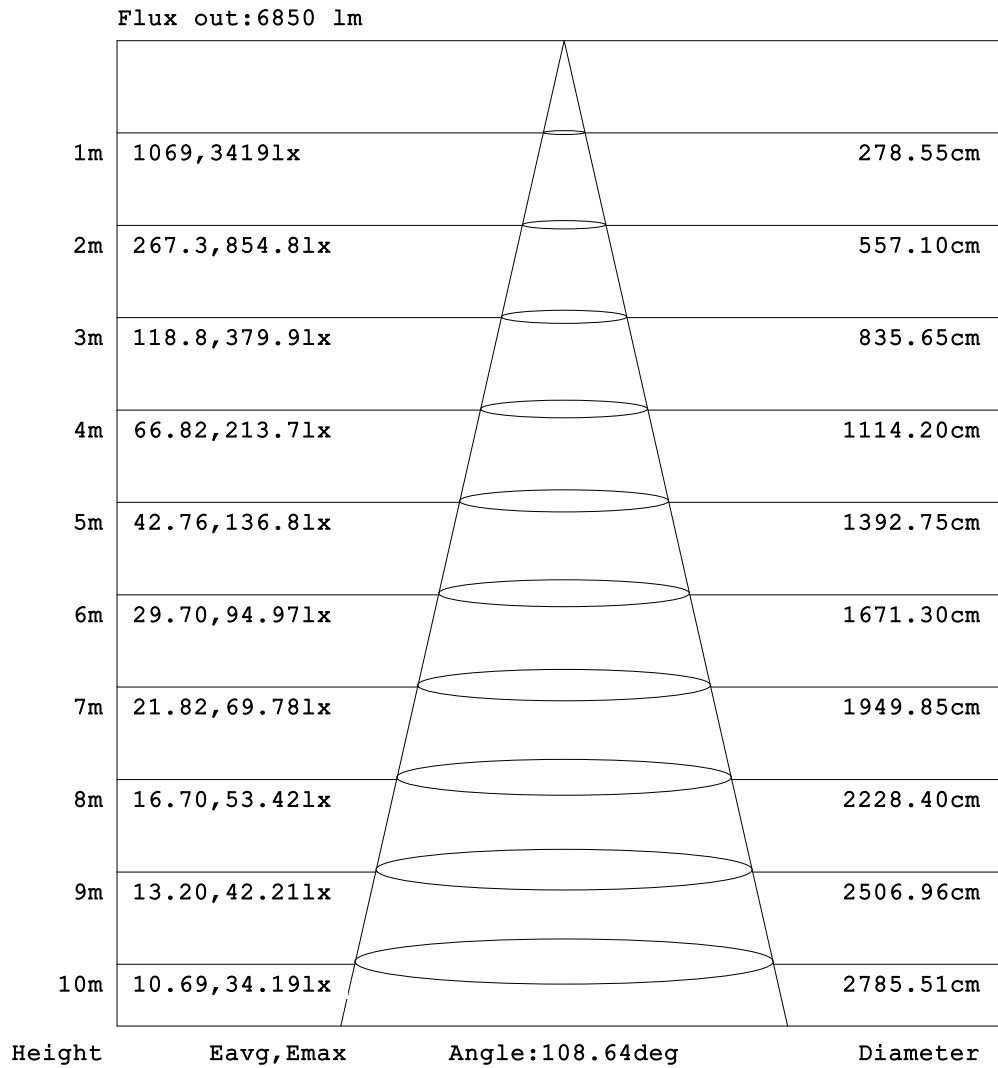 Flux out:6850 lm
1m 1069,3419lx 278.55cm
2m 267.3,854.8lx 557.10cm
3m 118.8,379.9lx 835.65cm
4m 66.82,213.7lx 1114.20cm
5m 42.76,136.8lx 1392.75cm
6m 29.70,94.97lx 1671.30cm
7m 21.82,69.78lx 1949.85cm
8m 16.70,53.42lx 2228.40cm
9m 13.20,42.21lx 2506.96cm
10m 10.69,34.19lx 2785.51cm
Height Eavg,Emax Angle:108.64deg Diameter